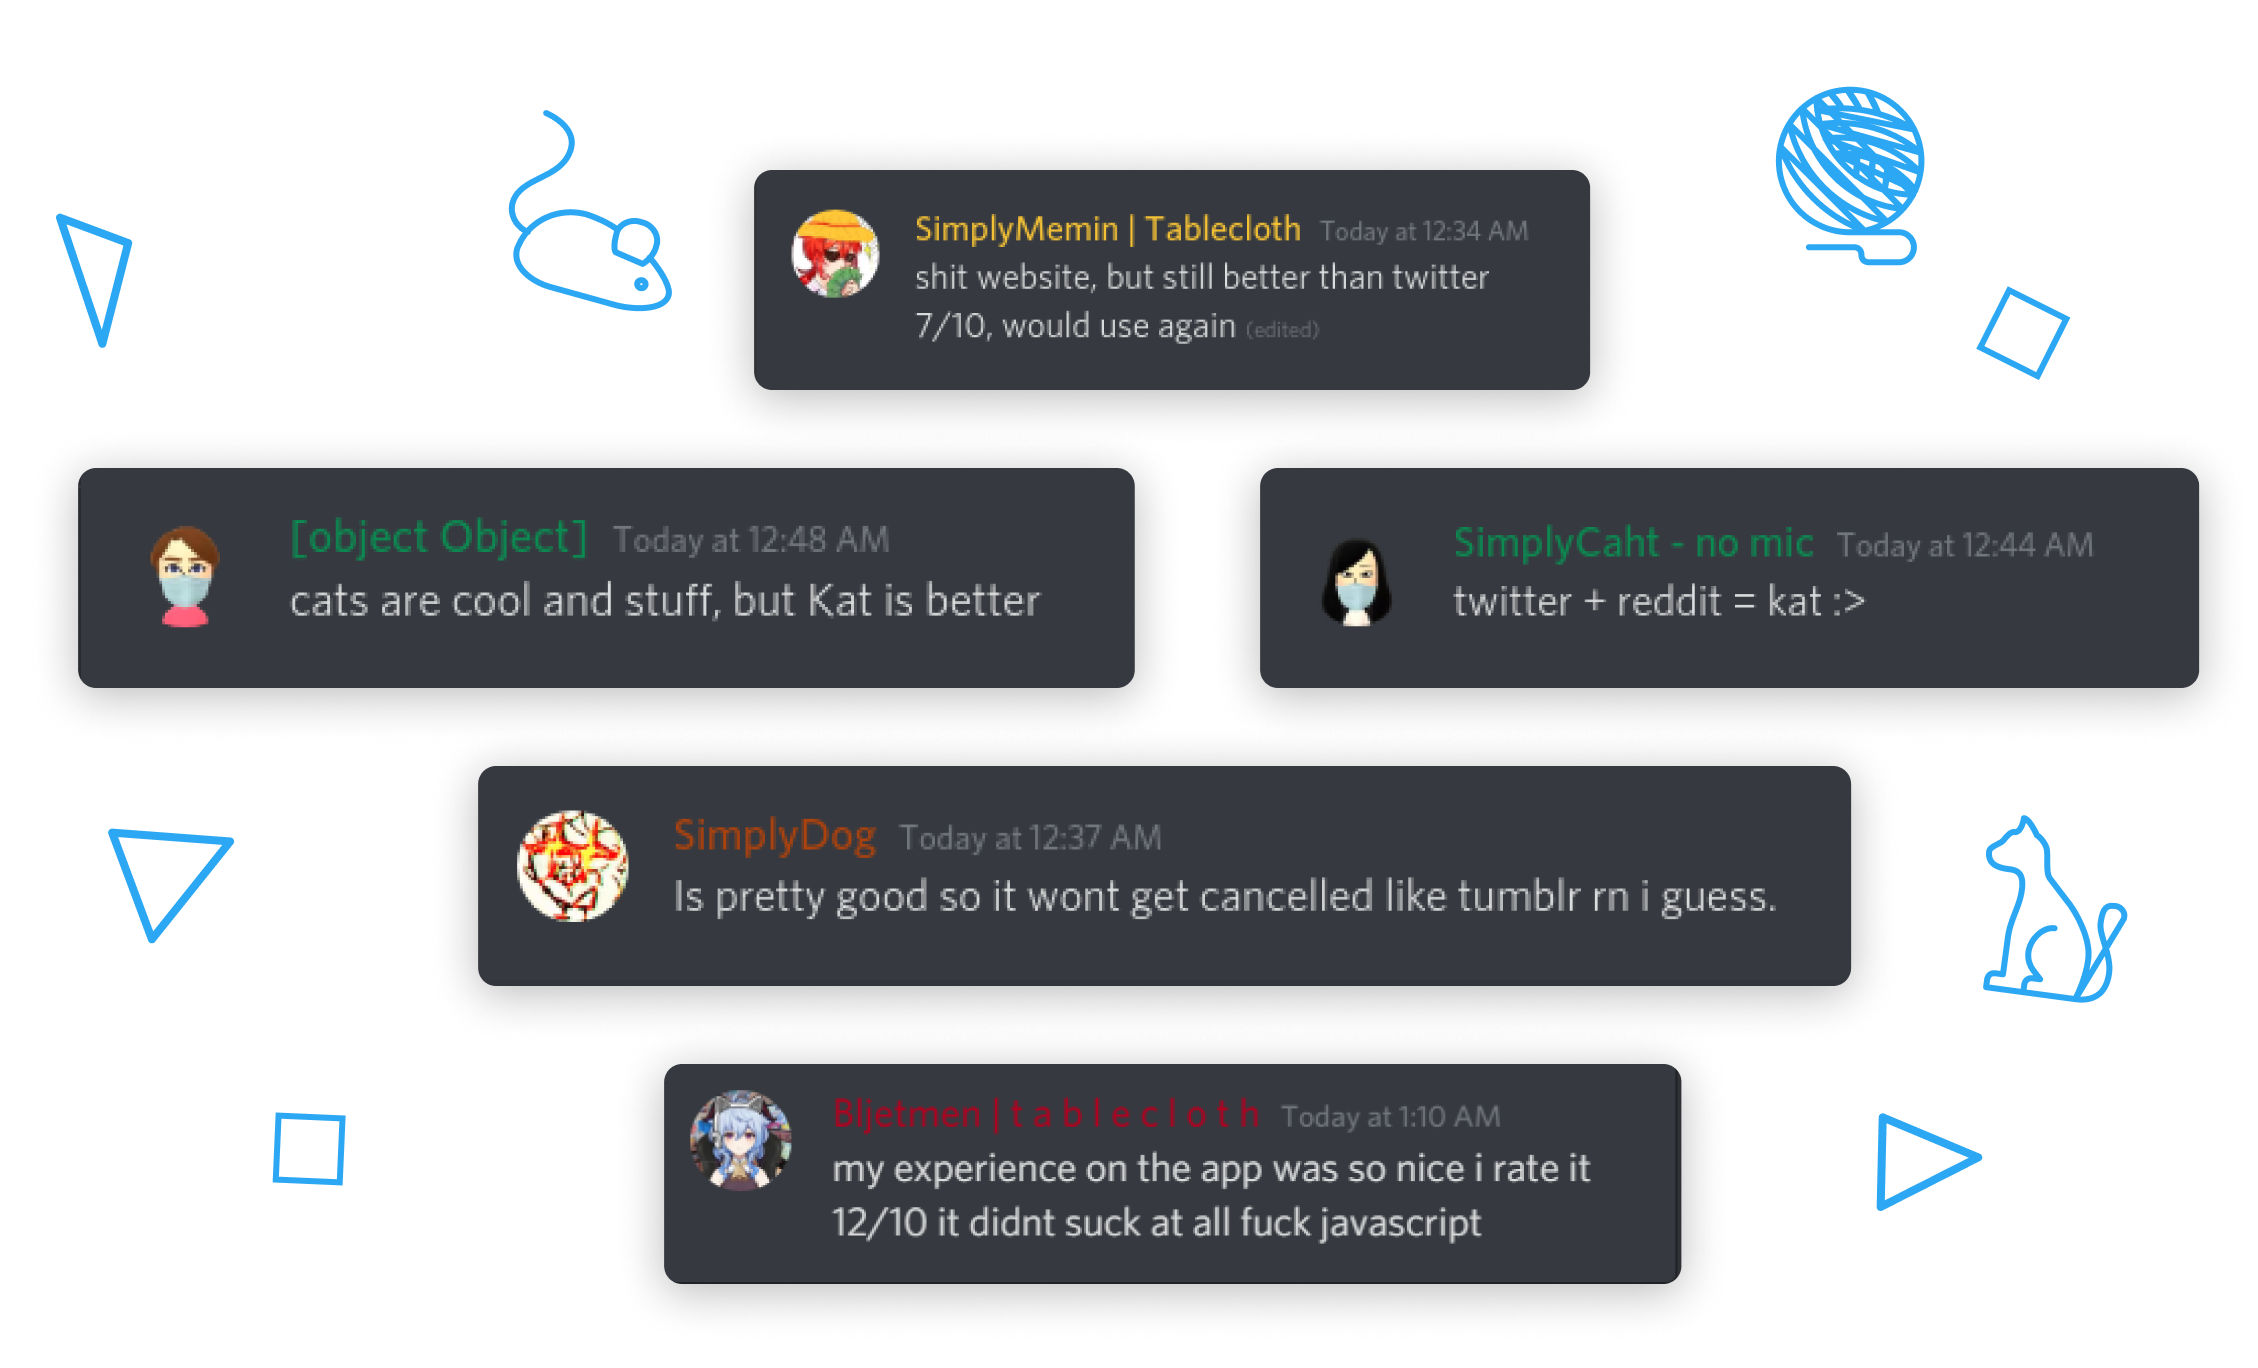 SimplyMemin | Tablecloth Today at 12:34 AM
shit website, but still better than twitter
7/10, would use again (edited)
[object Object] Today at 12:48 AM
cats are cool and stuff, but Kat is better
SimplyCaht - no mic Today at 12:44 AM
twitter + reddit = kat :>
SimplyDog Today at 12:37 AM
Is pretty good so it wont get cancelled like tumblr rn i guess.
Bljetmen | t a b l e c l o t h Today at 1:10 AM
my experience on the app was so nice i rate it
12/10 it didnt suck at all fuck javascript